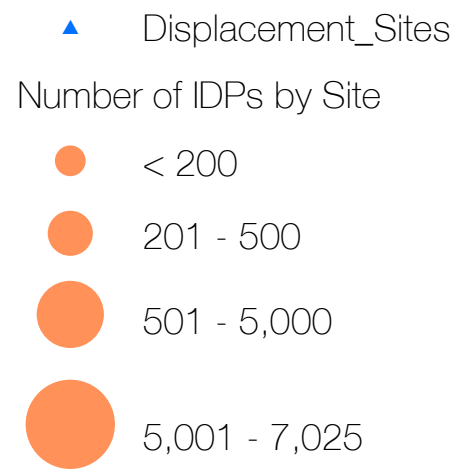 Displacement_Sites
Number of IDPs by Site
< 200
201 - 500
501 - 5,000
5,001 - 7,025